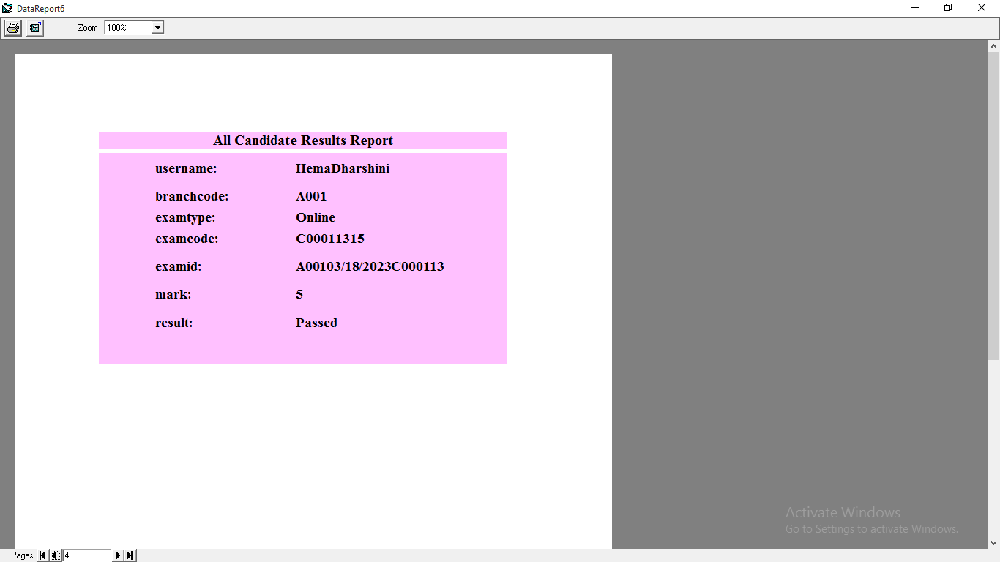 DataReport6
Zoom 100%
All Candidate Results Report
username: HemaDharshini
branchcode: A001
examtype: Online
examcode: C00011315
examid: A00103/18/2023C000113
mark: 5
result: Passed
Activate Windows
Go to Settings to activate Windows.
Pages: 4